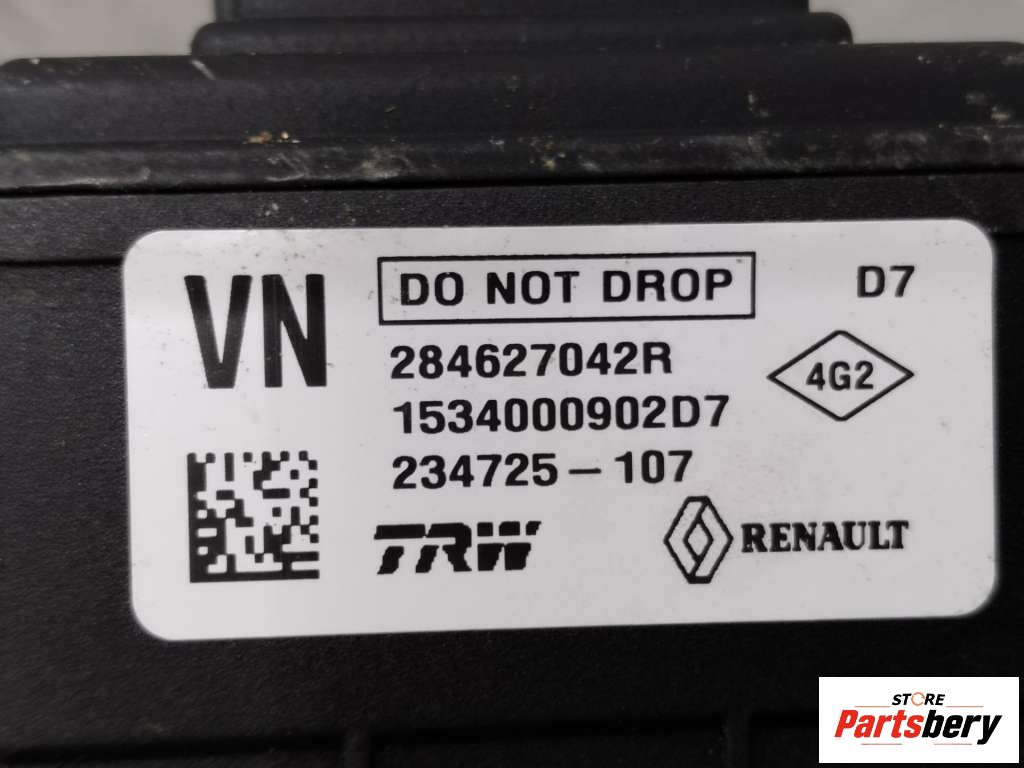 VN
DO NOT DROP
D7
284627042R
4G2
1534000902D7
234725-107
TRW
RENAULT
STORE
Partsbery